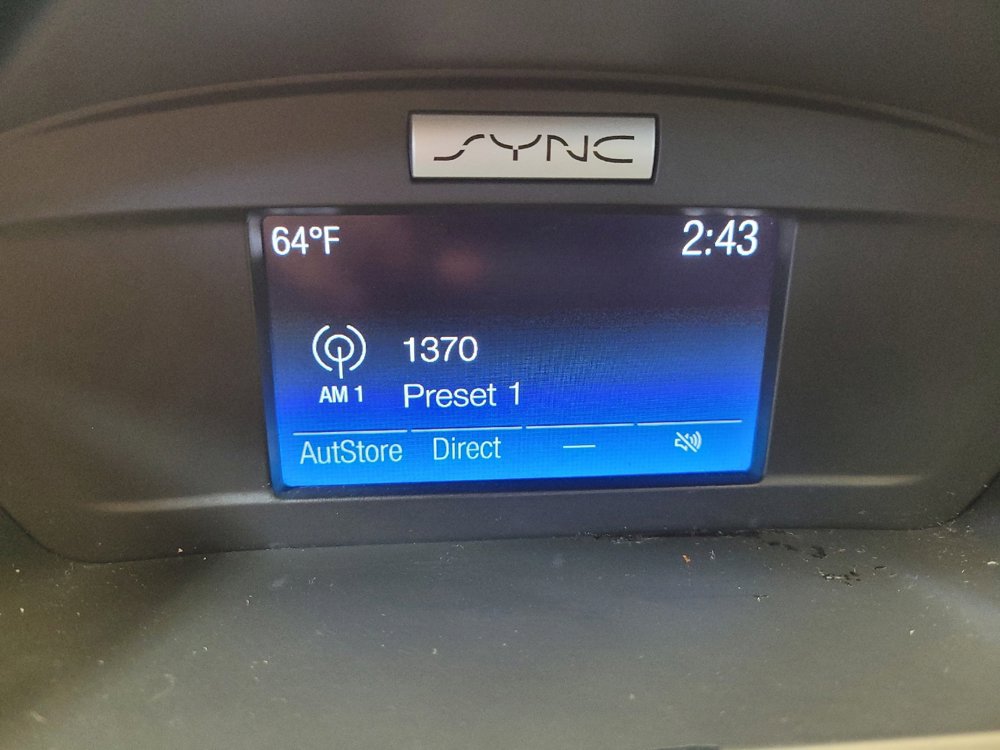 SYNC
64°F 2:43
1370
AM 1 Preset 1
AutStore Direct —